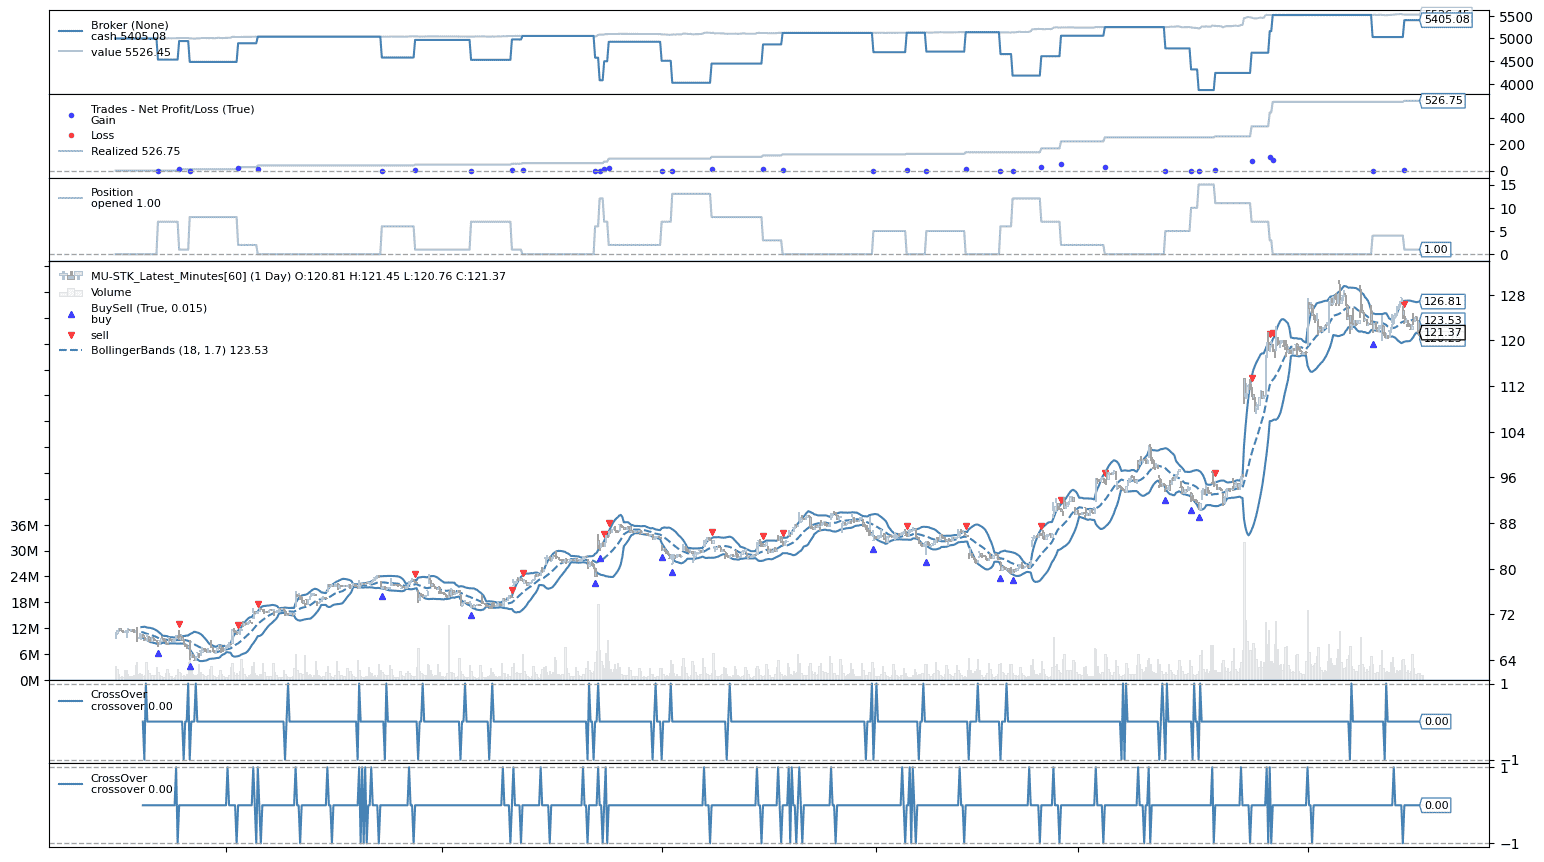 Broker (None)
cash 5405.08
value 5526.45
5405.08
5500
5000
4500
4000
Trades - Net Profit/Loss (True)
Gain
Loss
Realized 526.75
526.75
400
200
0
Position
opened 1.00
15
10
5
1.00
0
MU-STK_Latest_Minutes[60] (1 Day) O:120.81 H:121.45 L:120.76 C:121.37
Volume
BuySell (True, 0.015)
buy
sell
BollingerBands (18, 1.7) 123.53
128
126.81
123.53
121.37
120
112
104
96
88
80
72
64
36M
30M
24M
18M
12M
6M
0M
CrossOver
crossover 0.00
1
0.00
−1
CrossOver
crossover 0.00
1
0.00
−1